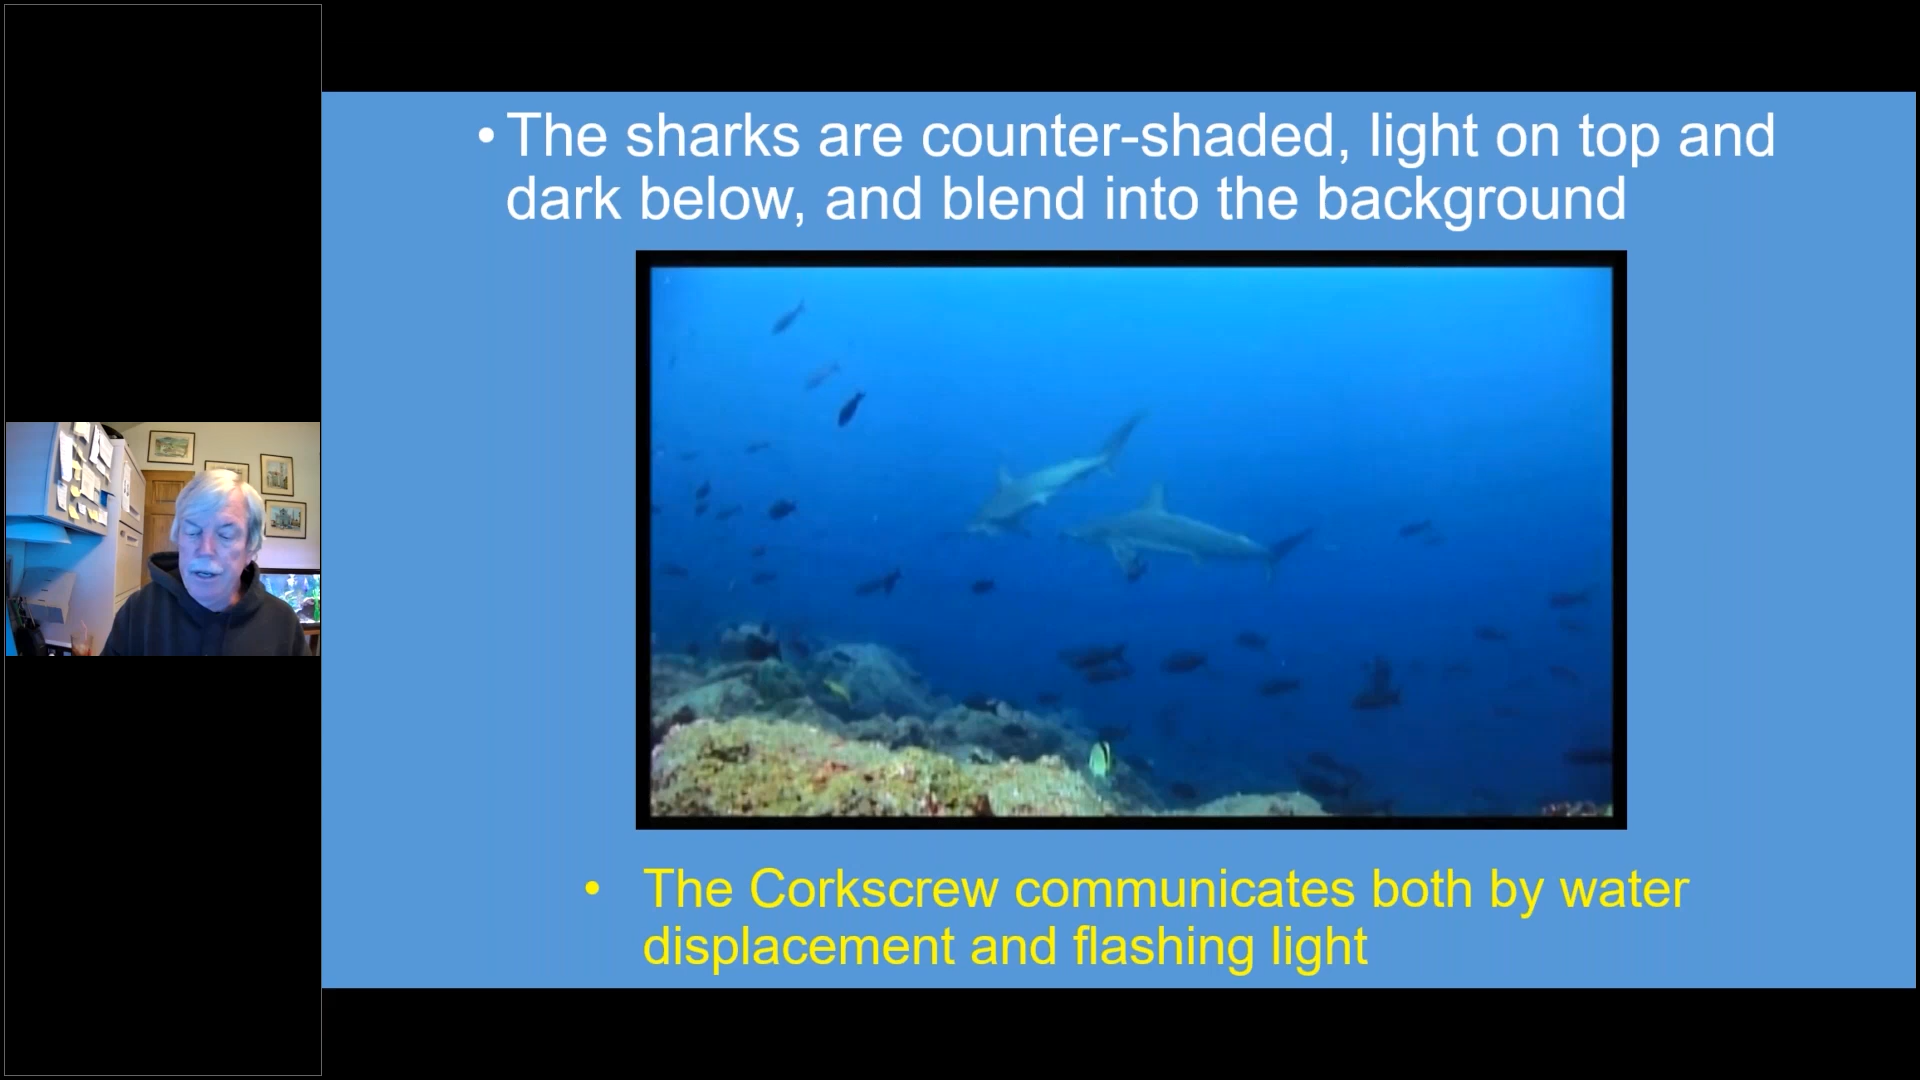 • The sharks are counter-shaded, light on top and
dark below, and blend into the background
• The Corkscrew communicates both by water
displacement and flashing light